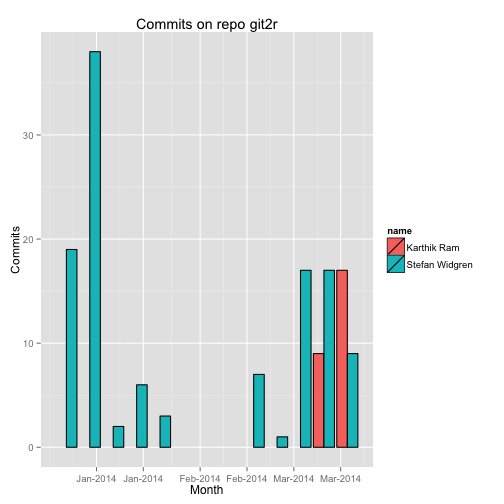 Commits on repo git2r
Commits
30
20
10
0
Jan-2014 Jan-2014 Feb-2014 Feb-2014 Mar-2014 Mar-2014
Month
name
Karthik Ram
Stefan Widgren